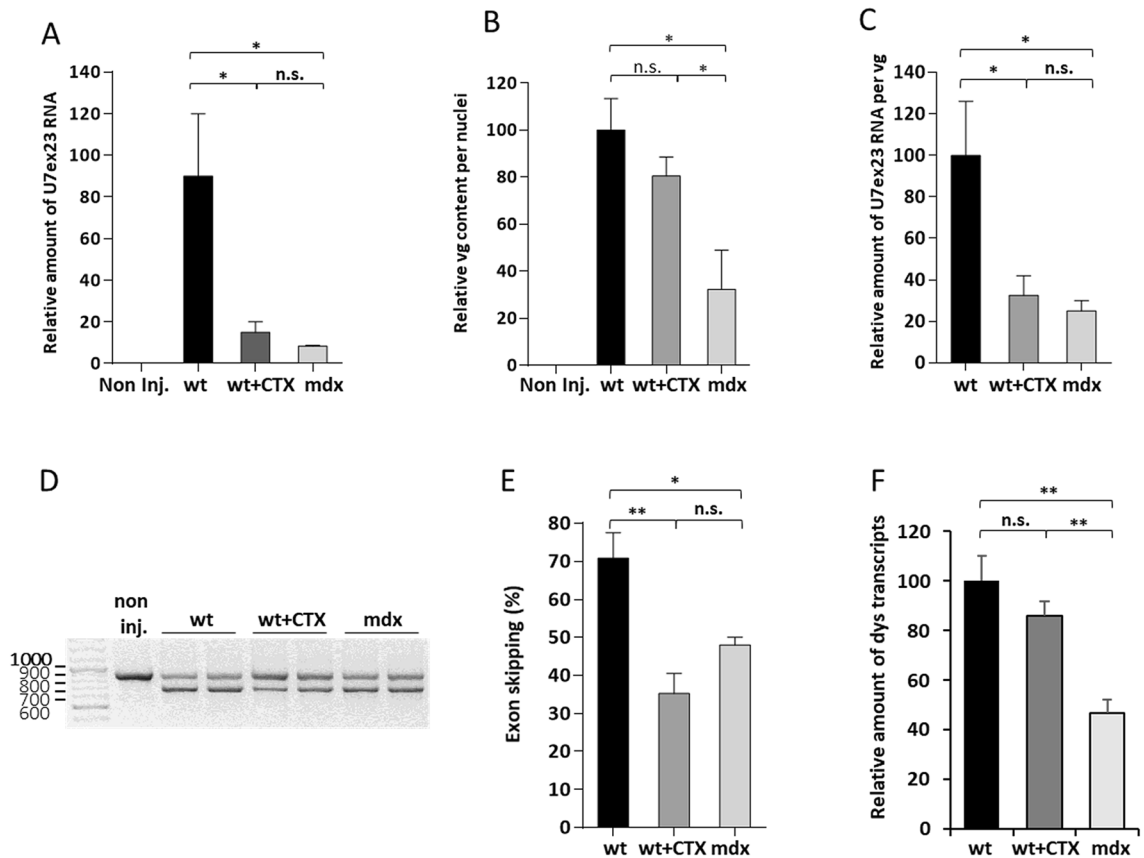 A
Relative amount of U7ex23 RNA
*
*
n.s.
140
120
100
80
60
40
20
0
Non Inj.
wt
wt+CTX
mdx
B
Relative vg content per nuclei
*
n.s.
*
120
100
80
60
40
20
0
Non Inj.
wt
wt+CTX
mdx
C
Relative amount of U7ex23 RNA per vg
*
*
n.s.
140
120
100
80
60
40
20
0
wt
wt+CTX
mdx
D
non
inj.
wt
wt+CTX
mdx
1000
900
800
700
600
E
Exon skipping (%)
*
**
n.s.
80
70
60
50
40
30
20
10
0
wt
wt+CTX
mdx
F
Relative amount of dys transcripts
**
n.s.
**
120
100
80
60
40
20
0
wt
wt+CTX
mdx